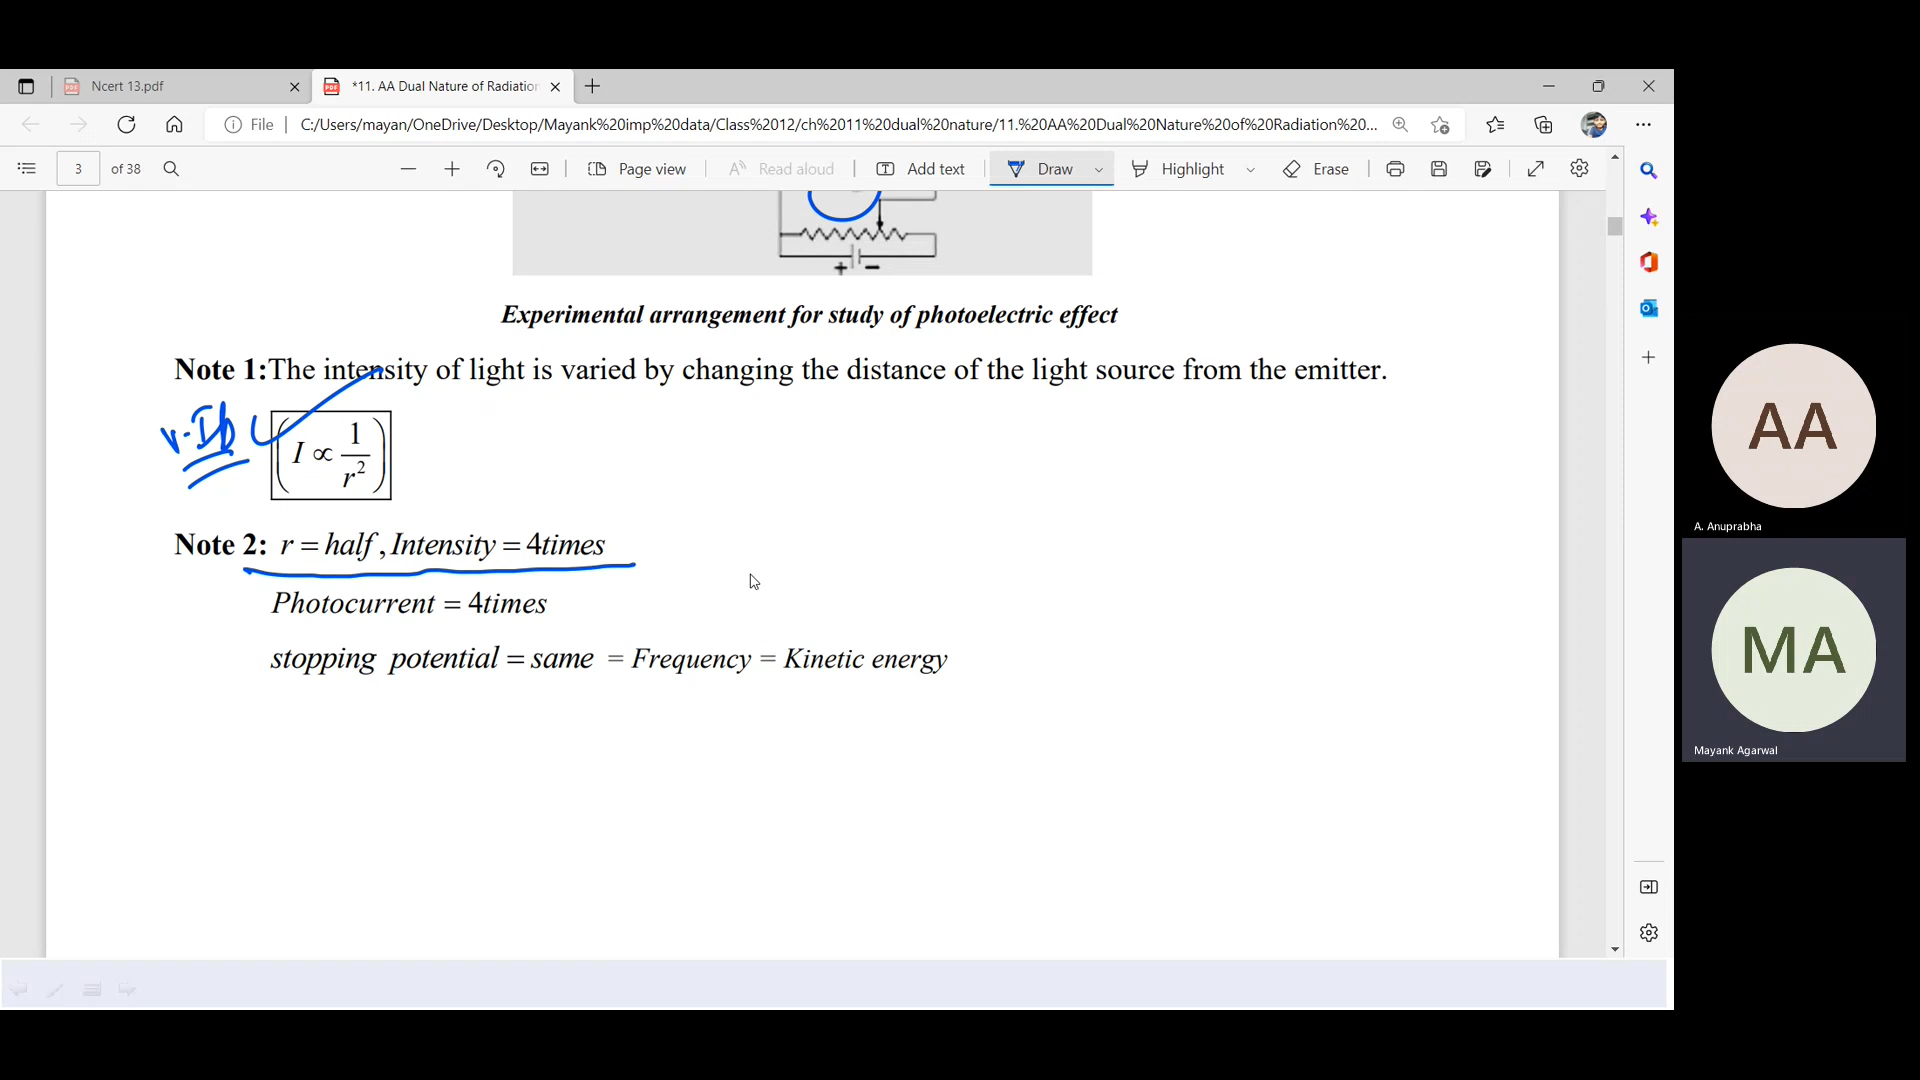 Ncert 13.pdf
*11. AA Dual Nature of Radiation
File
C:/Users/mayan/OneDrive/Desktop/Mayank%20imp%20data/Class%2012/ch%2011%20dual%20nature/11.%20AA%20Dual%20Nature%20of%20Radiation%20...
3 of 38 Page view Read aloud Add text Draw Highlight Erase
+ −
Experimental arrangement for study of photoelectric effect
Note 1:The intensity of light is varied by changing the distance of the light source from the emitter.
(I ∝ 1/r²)
Note 2: r = half, Intensity = 4times
Photocurrent = 4times
stopping potential = same = Frequency = Kinetic energy
AA
A. Anuprabha
MA
Mayank Agarwal